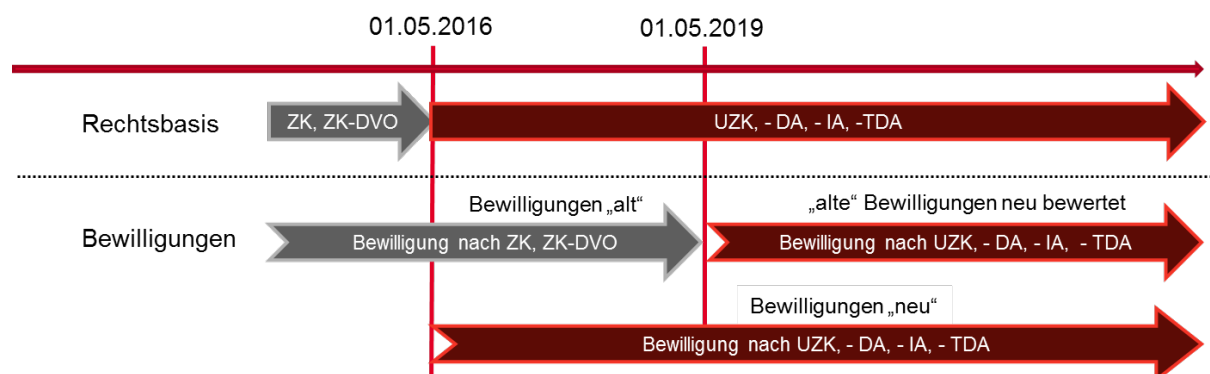 01.05.2016 01.05.2019
Rechtsbasis ZK, ZK-DVO UZK, - DA, - IA, -TDA
Bewilligungen „alt“ „alte“ Bewilligungen neu bewertet
Bewilligungen Bewilligung nach ZK, ZK-DVO Bewilligung nach UZK, - DA, - IA, - TDA
Bewilligungen „neu“
Bewilligung nach UZK, - DA, - IA, - TDA